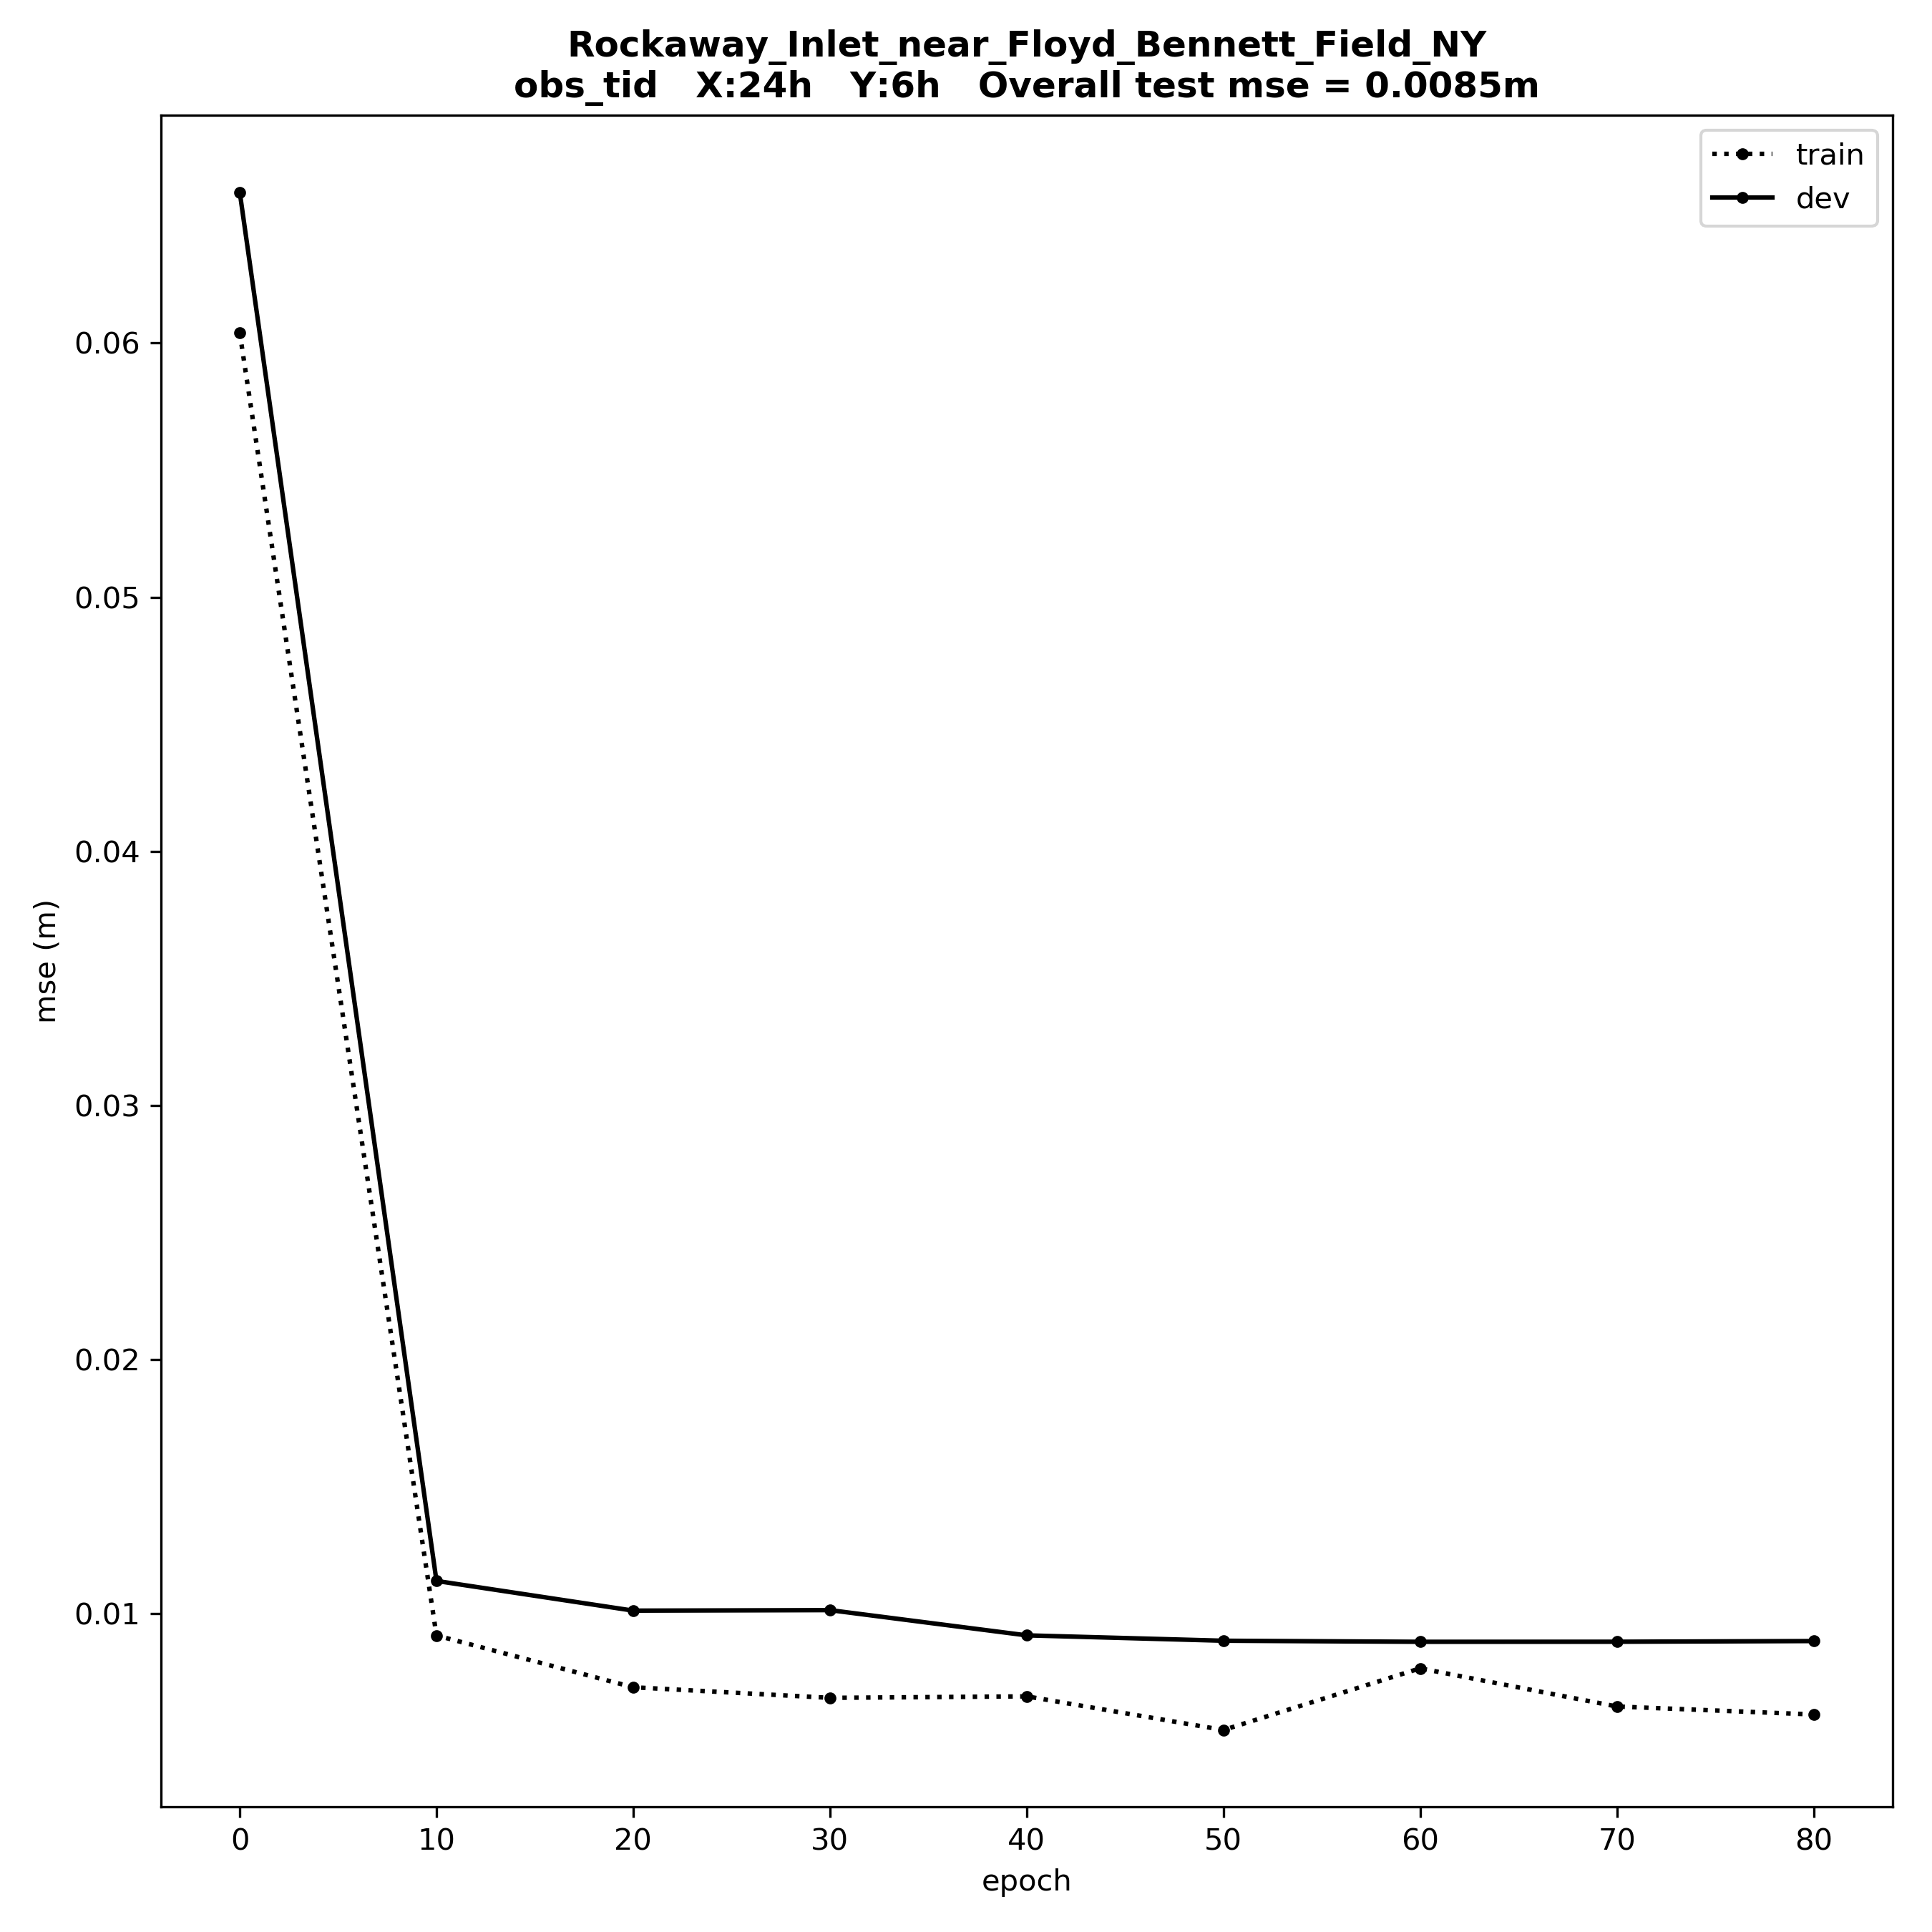 Rockaway_Inlet_near_Floyd_Bennett_Field_NY
obs_tid X:24h Y:6h Overall test mse = 0.0085m
train
dev
0.06
0.05
0.04
0.03
0.02
0.01
mse (m)
0 10 20 30 40 50 60 70 80
epoch